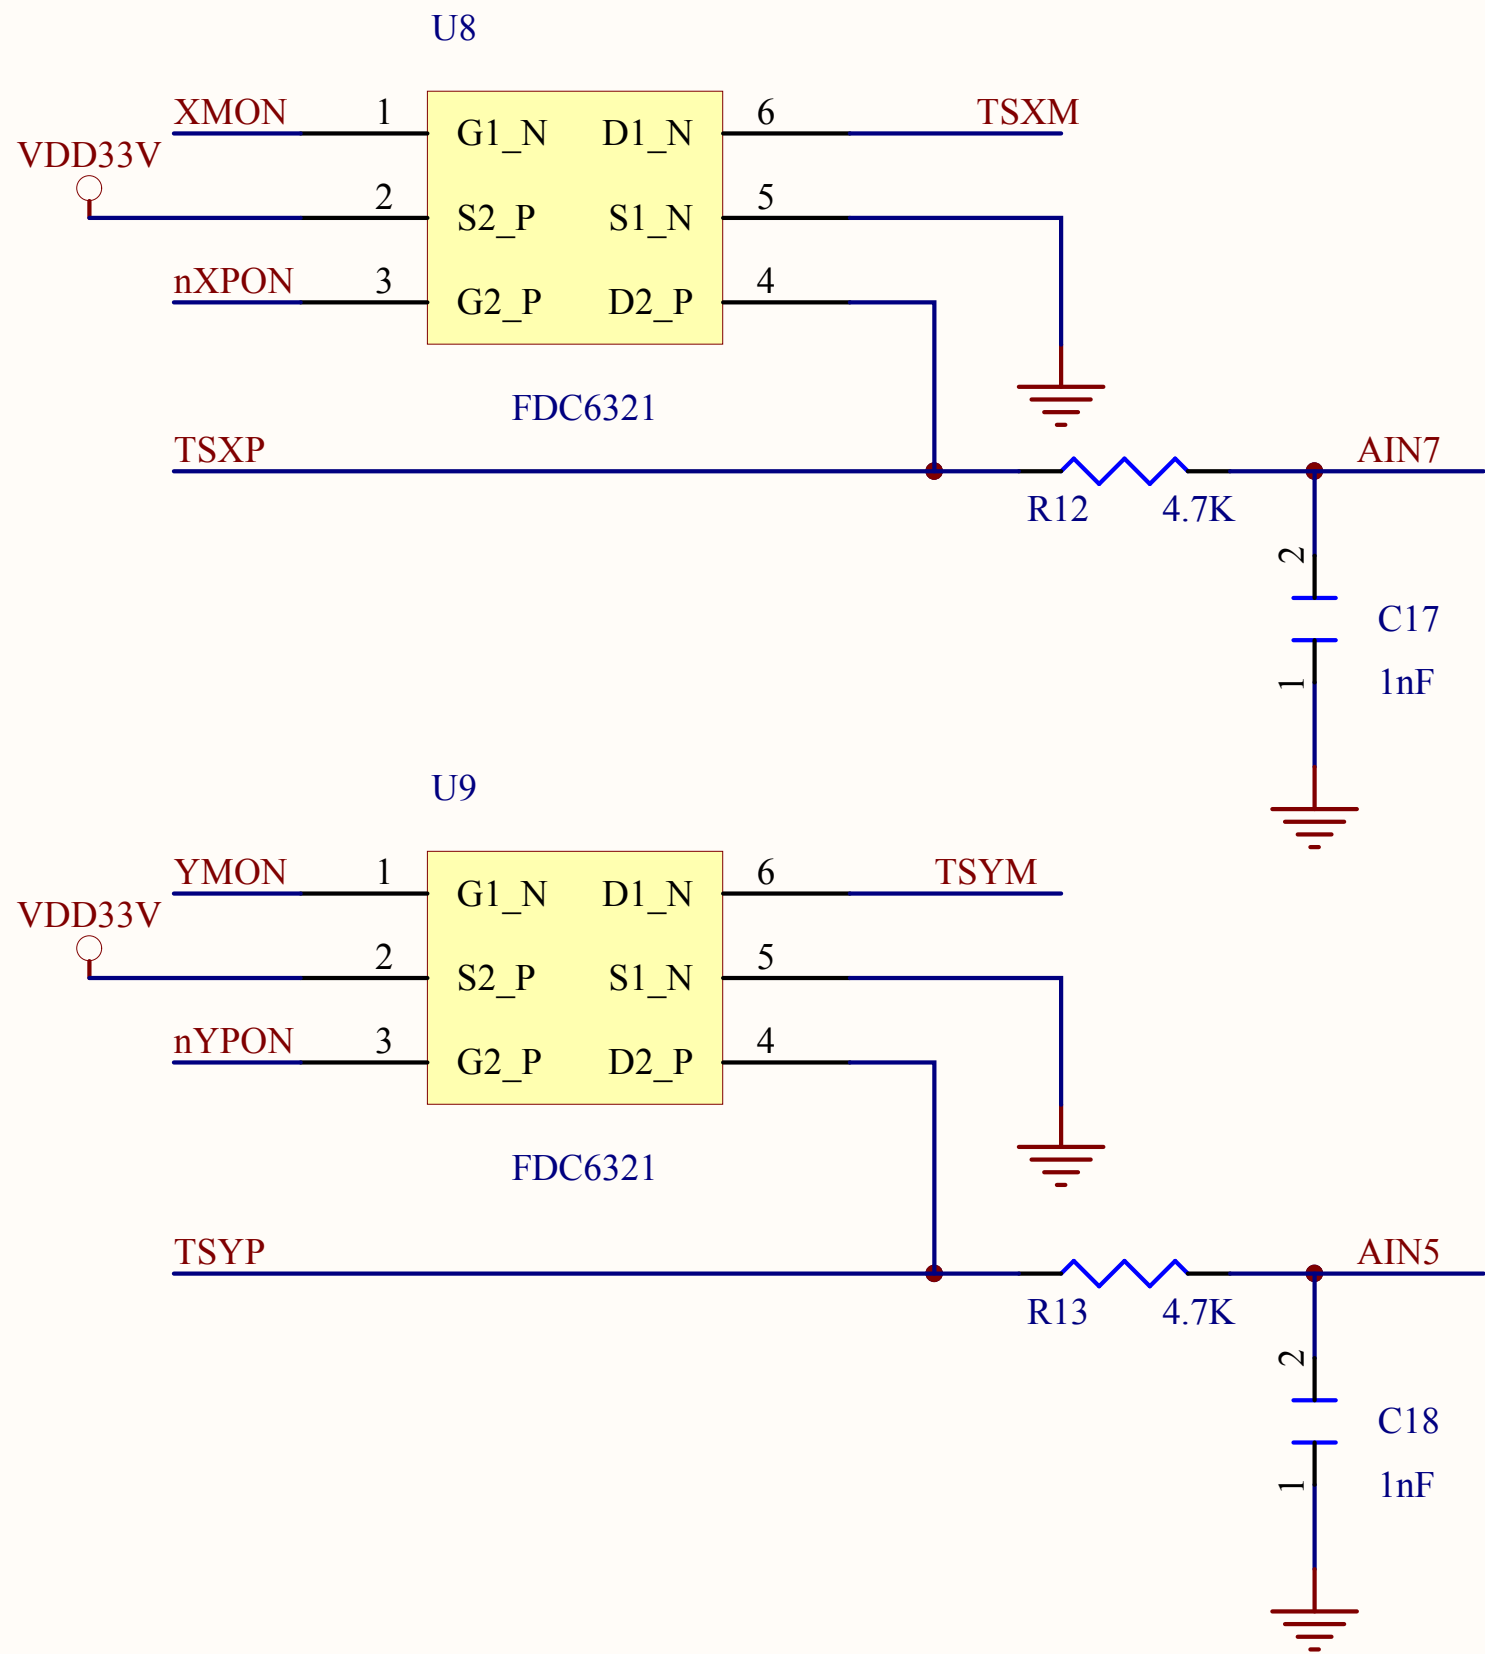 U8
XMON 1 G1_N D1_N 6 TSXM
VDD33V
2 S2_P S1_N 5
nXPON 3 G2_P D2_P 4
FDC6321
TSXP AIN7
R12 4.7K
2
C17
1 1nF
U9
YMON 1 G1_N D1_N 6 TSYM
VDD33V
2 S2_P S1_N 5
nYPON 3 G2_P D2_P 4
FDC6321
TSYP AIN5
R13 4.7K
2
C18
1 1nF